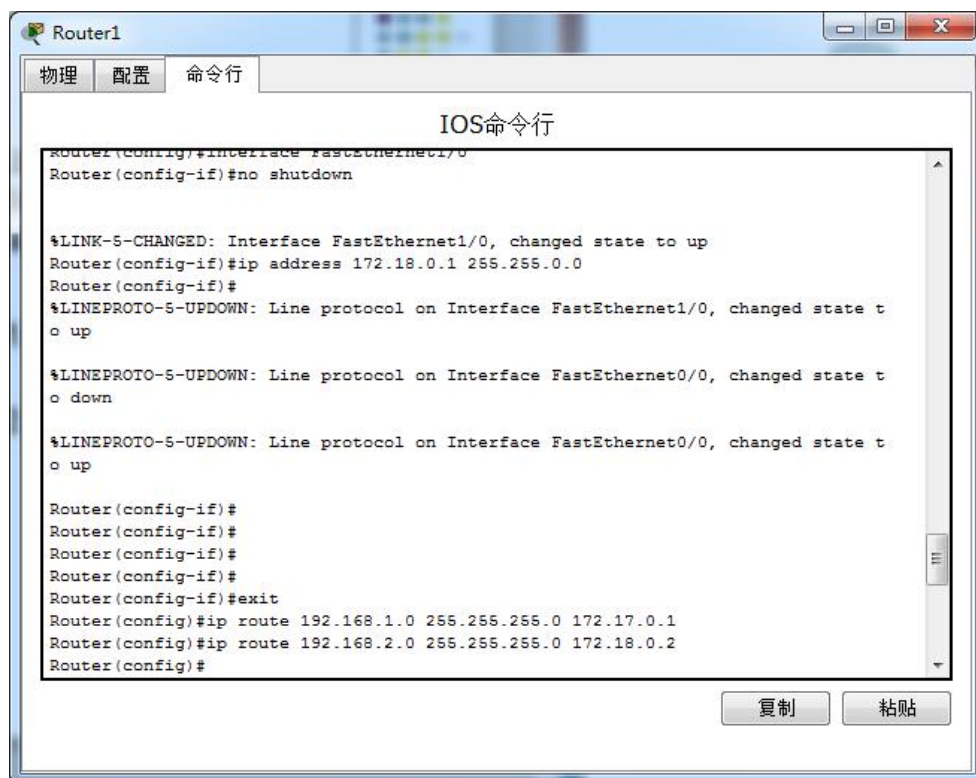 Router1
物理 配置 命令行
IOS命令行
Router(config)#interface FastEthernet1/0
Router(config-if)#no shutdown
%LINK-5-CHANGED: Interface FastEthernet1/0, changed state to up
Router(config-if)#ip address 172.18.0.1 255.255.0.0
Router(config-if)#
%LINEPROTO-5-UPDOWN: Line protocol on Interface FastEthernet1/0, changed state t
o up
%LINEPROTO-5-UPDOWN: Line protocol on Interface FastEthernet0/0, changed state t
o down
%LINEPROTO-5-UPDOWN: Line protocol on Interface FastEthernet0/0, changed state t
o up
Router(config-if)#
Router(config-if)#
Router(config-if)#
Router(config-if)#
Router(config-if)#exit
Router(config)#ip route 192.168.1.0 255.255.255.0 172.17.0.1
Router(config)#ip route 192.168.2.0 255.255.255.0 172.18.0.2
Router(config)#
复制 粘贴